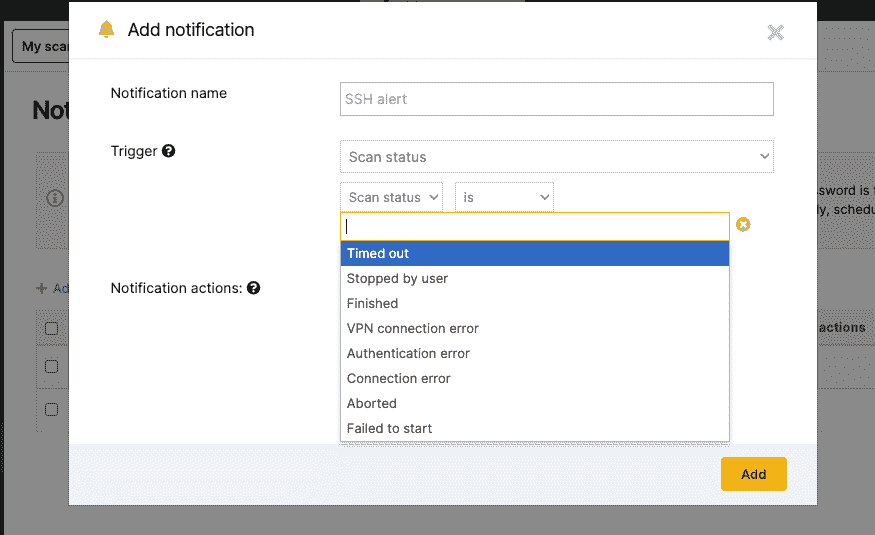 Add notification
My scan
Notification name
SSH alert
Not
Trigger
Scan status
Scan status
is
sword is
ly, schedu
Timed out
Notification actions:
Stopped by user
+ Ad
Finished
VPN connection error
actions
Authentication error
Connection error
Aborted
Failed to start
Add